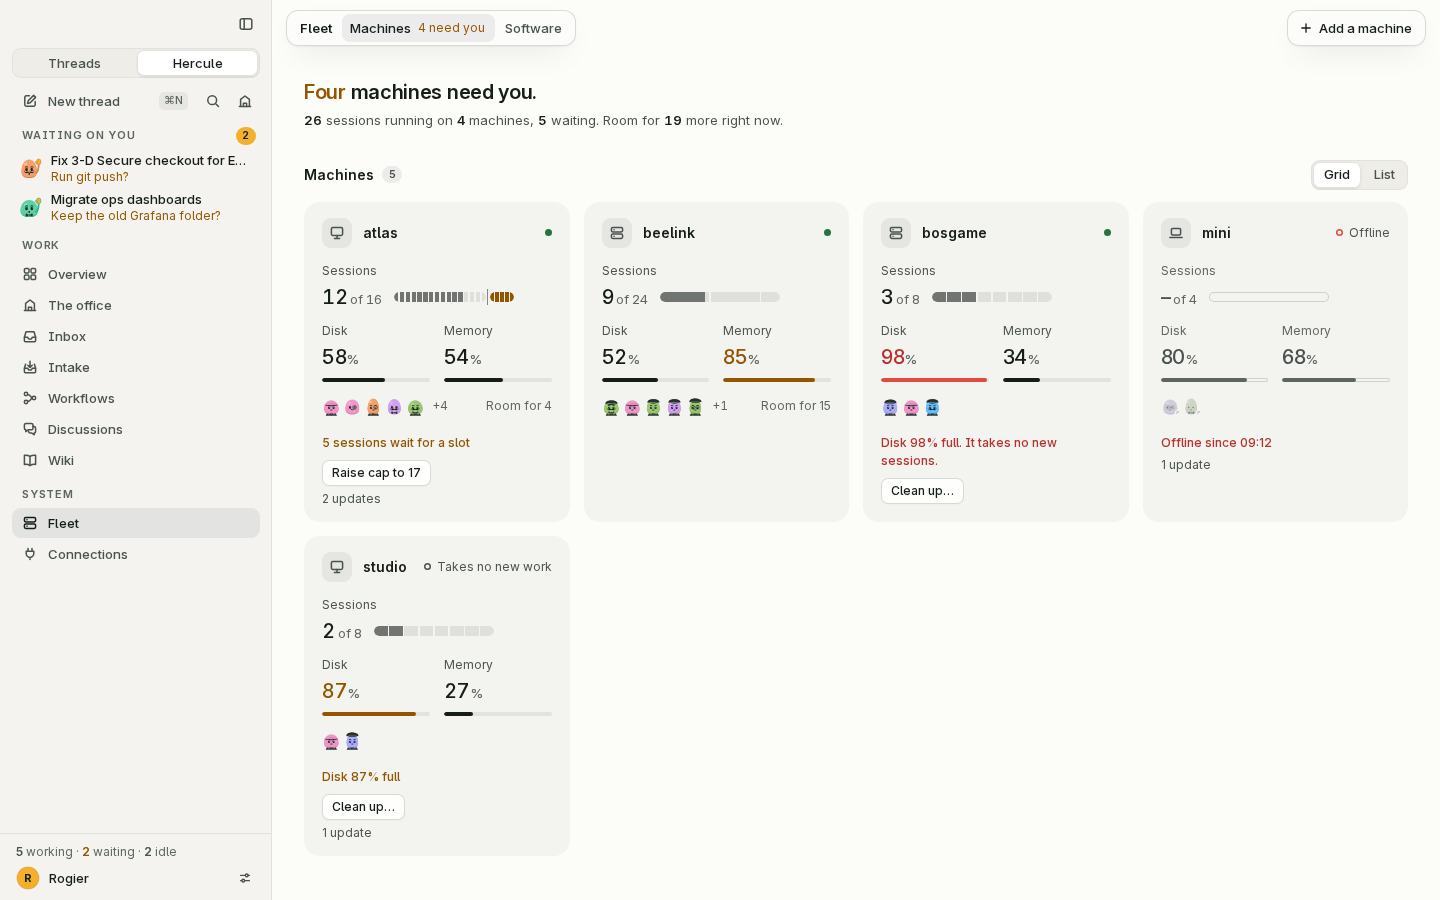 Threads
Hercule
New thread
⌘N
WAITING ON YOU
2
Fix 3-D Secure checkout for E...
Run git push?
Migrate ops dashboards
Keep the old Grafana folder?
WORK
Overview
The office
Inbox
Intake
Workflows
Discussions
Wiki
SYSTEM
Fleet
Connections
5 working · 2 waiting · 2 idle
R
Rogier
Fleet
Machines 4 need you
Software
Add a machine
Four machines need you.
26 sessions running on 4 machines, 5 waiting. Room for 19 more right now.
Machines 5
Grid
List
atlas
Sessions
12 of 16
Disk
Memory
58%
54%
+4
Room for 4
5 sessions wait for a slot
Raise cap to 17
2 updates
beelink
Sessions
9 of 24
Disk
Memory
52%
85%
+1
Room for 15
bosgame
Sessions
3 of 8
Disk
Memory
98%
34%
Disk 98% full. It takes no new
sessions.
Clean up...
mini
Offline
Sessions
– of 4
Disk
Memory
80%
68%
Offline since 09:12
1 update
studio
Takes no new work
Sessions
2 of 8
Disk
Memory
87%
27%
Disk 87% full
Clean up...
1 update